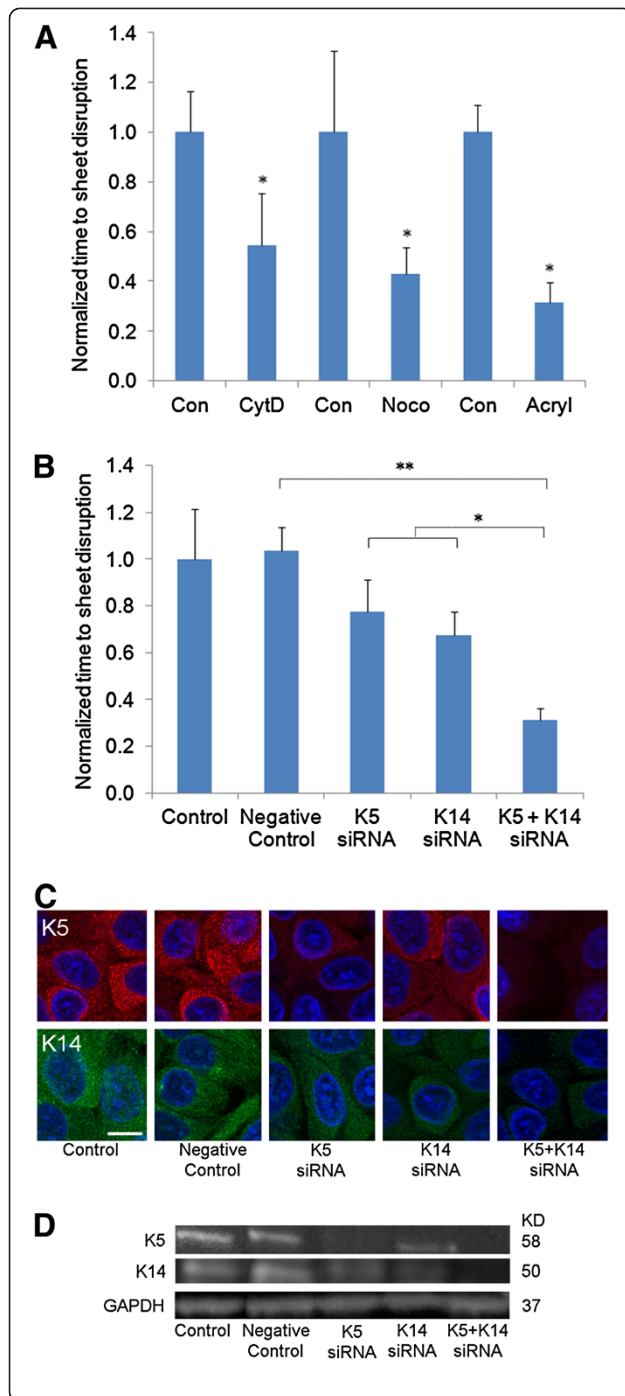 A
Normalized time to sheet disruption
1.4
1.2
1.0
0.8
0.6
0.4
0.2
0.0
*
*
*
Con CytD Con Noco Con Acryl
B
Normalized time to sheet disruption
1.4
1.2
1.0
0.8
0.6
0.4
0.2
0.0
**
*
Control Negative Control K5 siRNA K14 siRNA K5 + K14 siRNA
C
K5
K14
Control Negative Control K5 siRNA K14 siRNA K5+K14 siRNA
D
KD
K5 58
K14 50
GAPDH 37
Control Negative Control K5 siRNA K14 siRNA K5+K14 siRNA